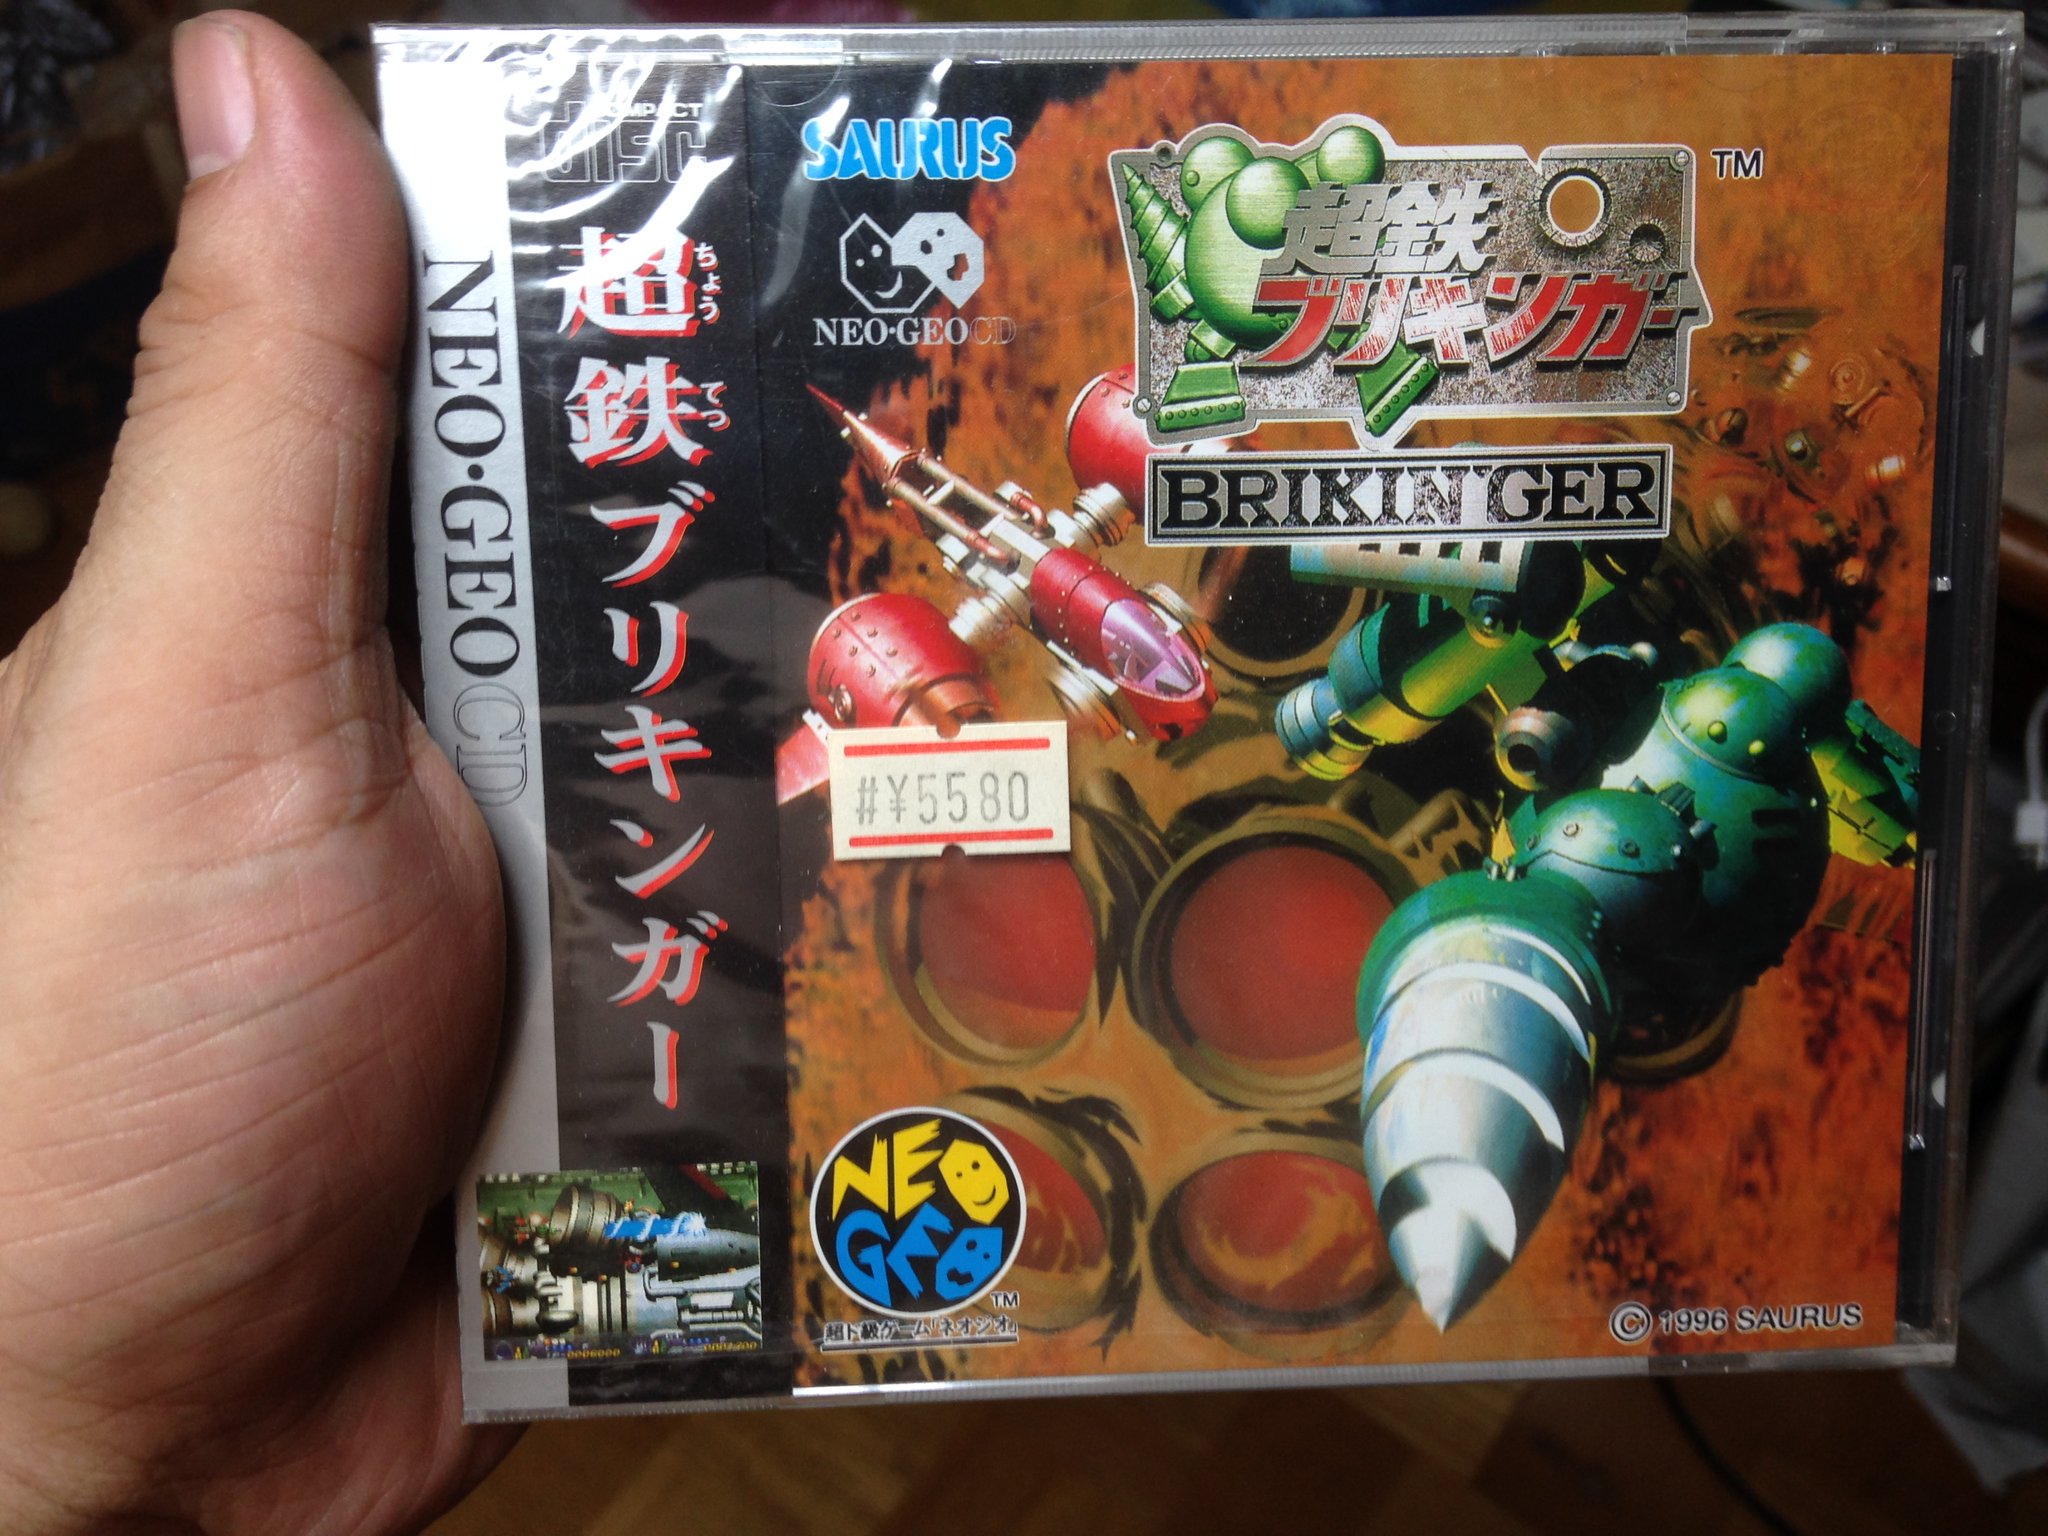 NEO·GEO CD
COMPACT
DISC
超鉄ブリキンガー
ちょう
てつ
SAURUS
NEO·GEO CD
超鉄
ブリキンガー
TM
BRIKIN'GER
#¥5580
NEO
GEO
TM
超ド級ゲーム「ネオジオ」
© 1996 SAURUS